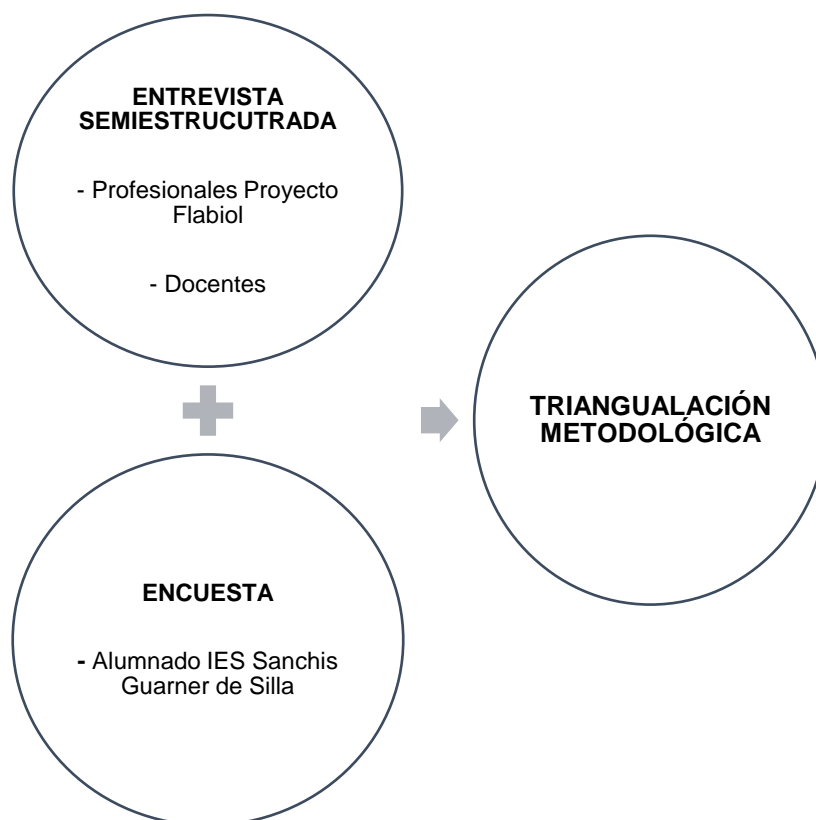 ENTREVISTA
SEMIESTRUCUTRADA
- Profesionales Proyecto
Flabiol
- Docentes
ENCUESTA
- Alumnado IES Sanchis
Guarner de Silla
TRIANGUALACIÓN
METODOLÓGICA